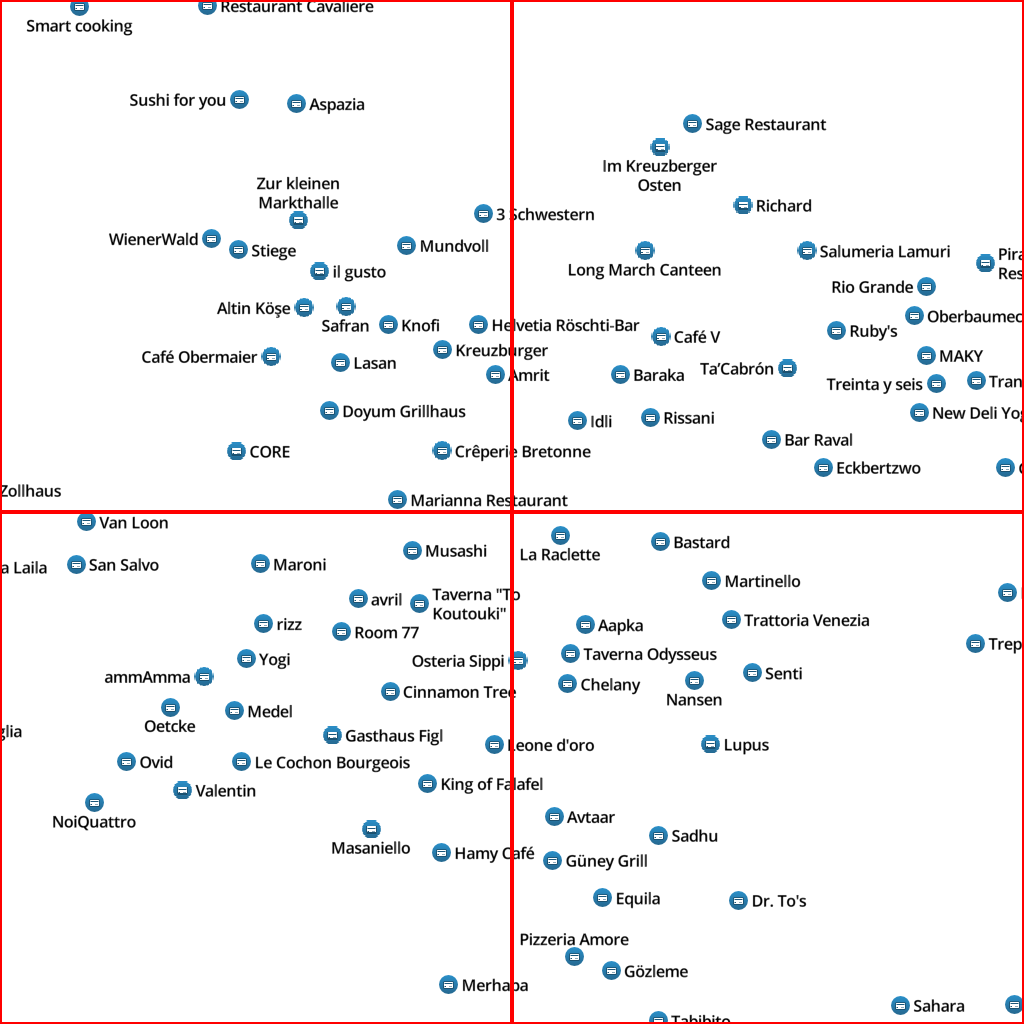 Restaurant Cavaliere
Smart cooking
Sushi for you
Aspazia
Sage Restaurant
Im Kreuzberger
Osten
Zur kleinen
Markthalle
Richard
3 Schwestern
WienerWald
Stiege
Mundvoll
Salumeria Lamuri
Long March Canteen
il gusto
Rio Grande
Altin Köşe
Safran
Knofi
Helvetia Röschti-Bar
Café V
Ruby's
Café Obermaier
Lasan
Kreuzburger
MAKY
Amrit
Baraka
Ta’Cabrón
Treinta y seis
Doyum Grillhaus
Idli
Rissani
New Deli
Bar Raval
CORE
Crêperie Bretonne
Eckbertzwo
Zollhaus
Marianna Restaurant
Van Loon
La Raclette
Bastard
Musashi
San Salvo
Maroni
a Laila
Martinello
avril
Taverna "To
Koutouki"
rizz
Room 77
Aapka
Trattoria Venezia
Yogi
Osteria Sippi
Taverna Odysseus
ammAmma
Senti
Chelany
Cinnamon Tree
Nansen
Oetcke
Medel
Gasthaus Figl
Leone d'oro
Lupus
Ovid
Le Cochon Bourgeois
King of Falafel
Valentin
NoiQuattro
Avtaar
Masaniello
Sadhu
Hamy Café
Güney Grill
Equila
Dr. To's
Pizzeria Amore
Gözleme
Merhaba
Sahara
Tabibito